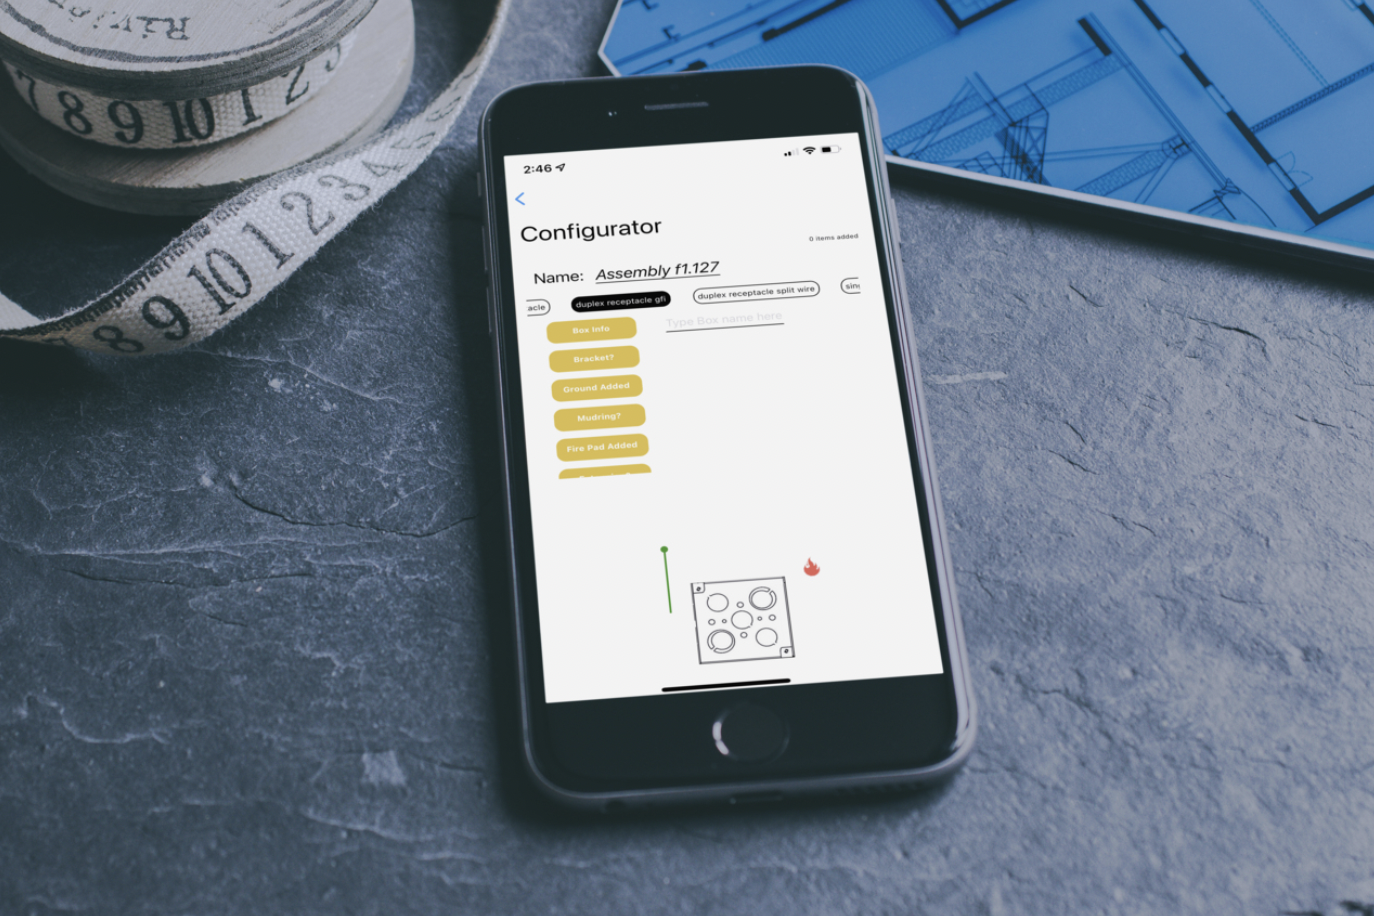 7 8 9 10 1 2 3
8 9 10 1 2 3 4
2:46
Configurator
0 items added
Name: Assembly f1.127
acle
duplex receptacle gfi
duplex receptacle split wire
sin
Box Info
Type Box name here
Bracket?
Ground Added
Mudring?
Fire Pad Added